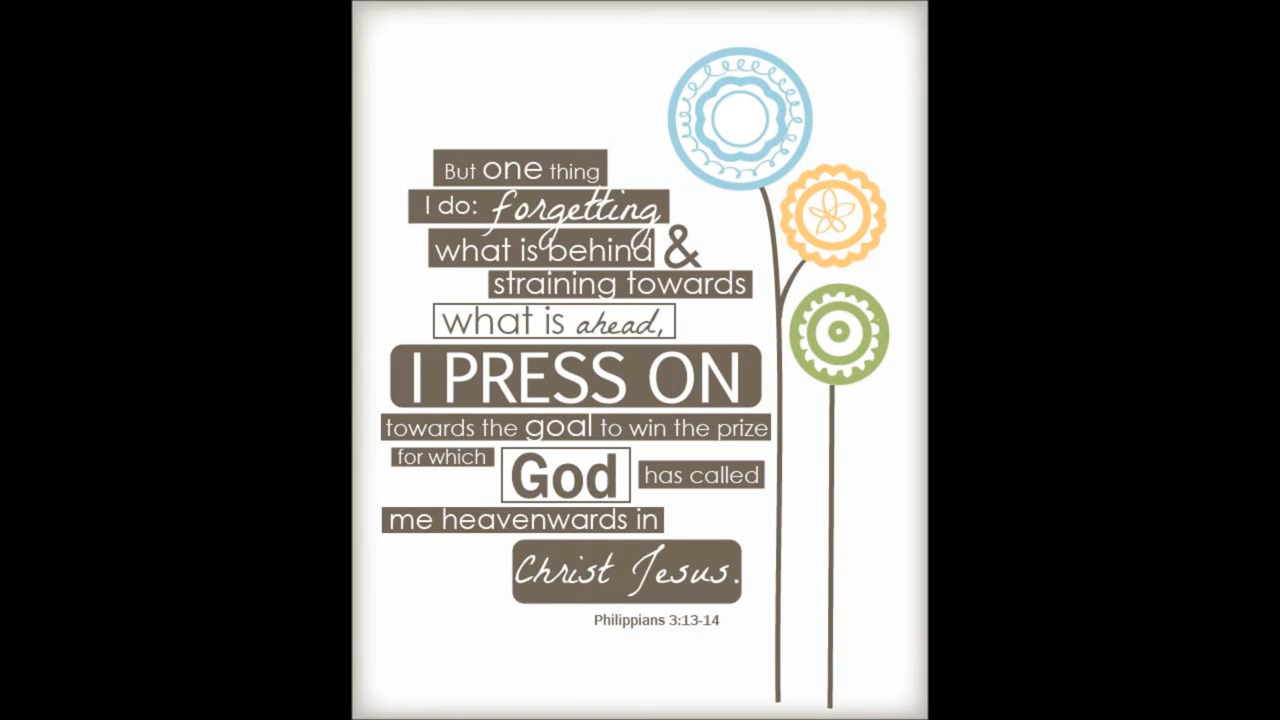 But one thing
I do: forgetting
what is behind &
straining towards
what is ahead,
I PRESS ON
towards the goal to win the prize
for which God has called
me heavenwards in
Christ Jesus.
Philippians 3:13-14